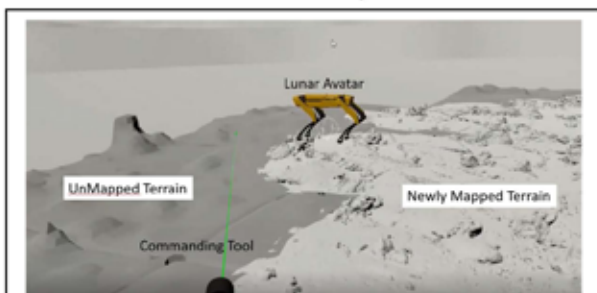 Lunar Avatar
UnMapped Terrain
Newly Mapped Terrain
Commanding Tool